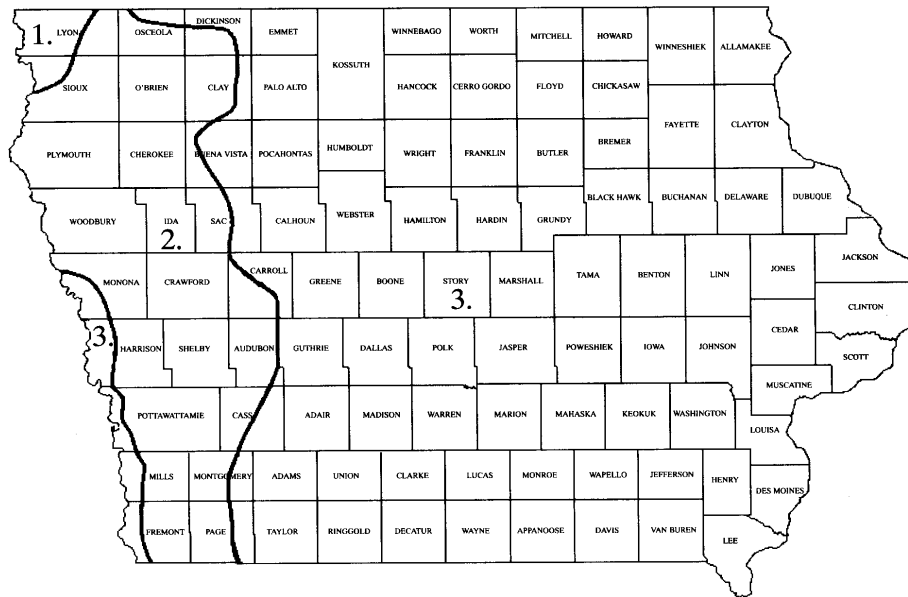 DICKINSON
1. LYON OSCEOLA EMMET WINNEBAGO WORTH MITCHELL HOWARD WINNESHIEK ALLAMAKEE
KOSSUTH
SIOUX O'BRIEN CLAY PALO ALTO HANCOCK CERRO GORDO FLOYD CHICKASAW
FAYETTE CLAYTON
PLYMOUTH CHEROKEE BUENA VISTA POCAHONTAS HUMBOLDT WRIGHT FRANKLIN BUTLER BREMER
WOODBURY IDA SAC CALHOUN WEBSTER HAMILTON HARDIN GRUNDY BLACK HAWK BUCHANAN DELAWARE DUBUQUE
2.
MONONA CRAWFORD CARROLL GREENE BOONE STORY MARSHALL TAMA BENTON LINN JONES JACKSON
3.
CLINTON
CEDAR
3. HARRISON SHELBY AUDUBON GUTHRIE DALLAS POLK JASPER POWESHIEK IOWA JOHNSON SCOTT
MUSCATINE
POTTAWATTAMIE CASS ADAIR MADISON WARREN MARION MAHASKA KEOKUK WASHINGTON
LOUISA
MILLS MONTGOMERY ADAMS UNION CLARKE LUCAS MONROE WAPELLO JEFFERSON HENRY
DES MOINES
FREMONT PAGE TAYLOR RINGGOLD DECATUR WAYNE APPANOOSE DAVIS VAN BUREN
LEE